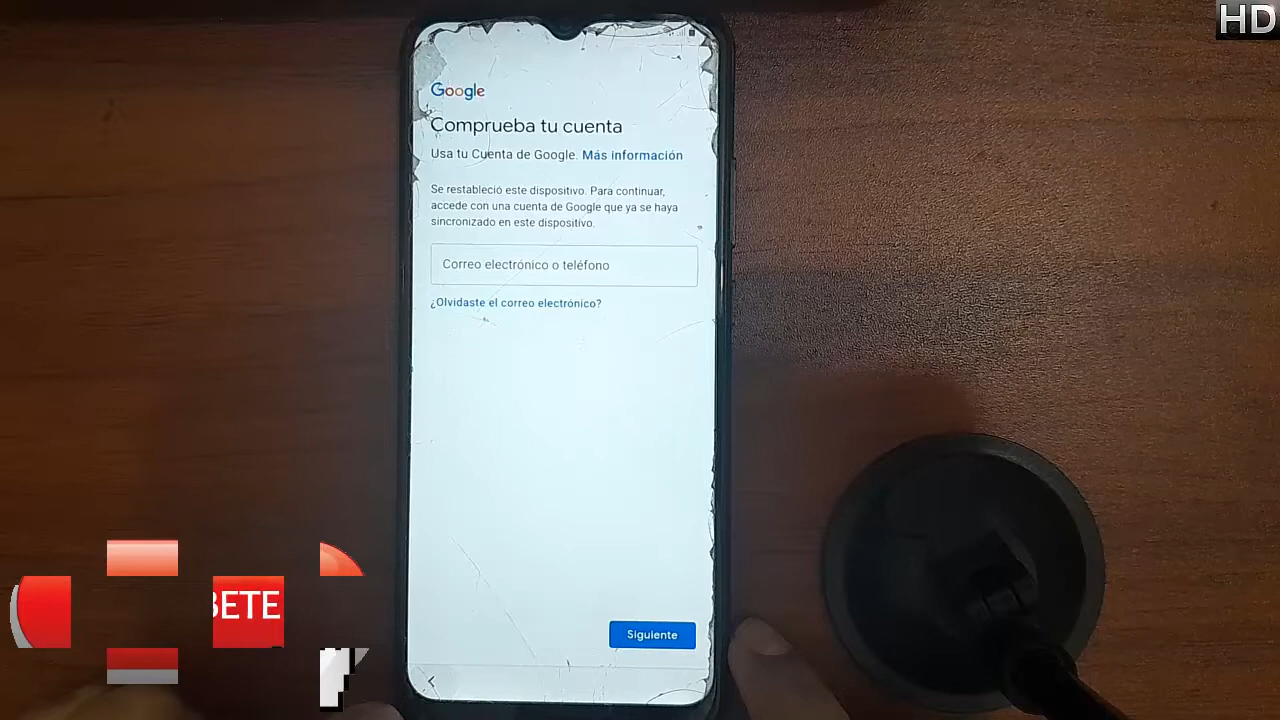 HD
Google
Comprueba tu cuenta
Usa tu Cuenta de Google. Más información
Se restableció este dispositivo. Para continuar,
accede con una cuenta de Google que ya se haya
sincronizado en este dispositivo.
Correo electrónico o teléfono
¿Olvidaste el correo electrónico?
BETE
Siguiente